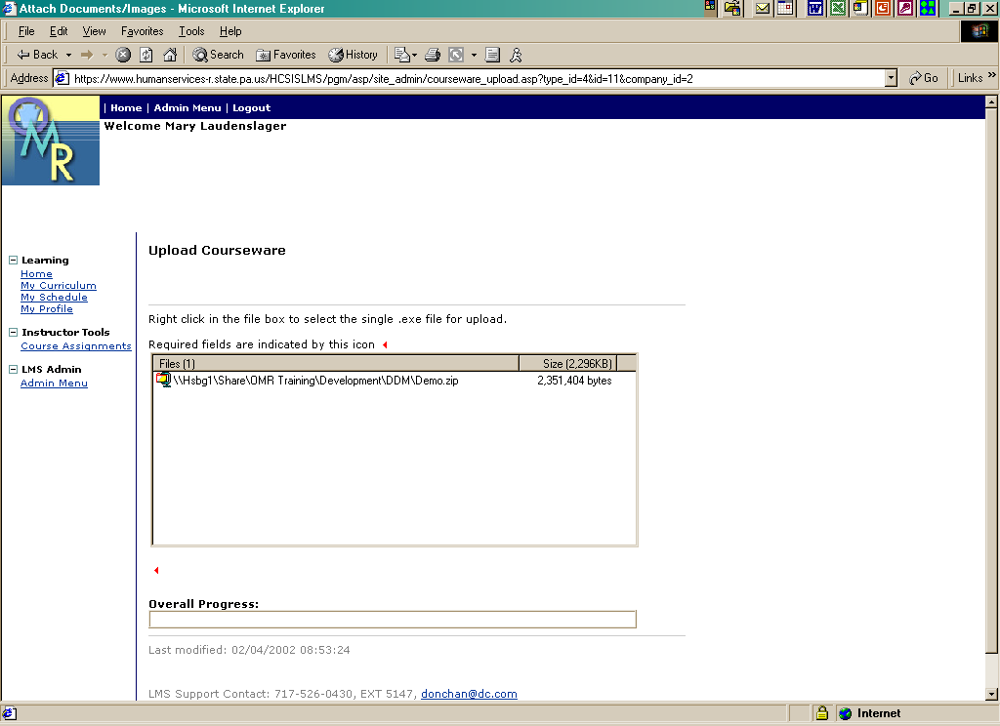 Attach Documents/Images - Microsoft Internet Explorer
File Edit View Favorites Tools Help
Back Search Favorites History
Address https://www.humanservices-r.state.pa.us/HCSISLMS/pgm/asp/site_admin/courseware_upload.asp?type_id=4&id=11&company_id=2 Go Links »
| Home | Admin Menu | Logout
Welcome Mary Laudenslager
OMR
Upload Courseware
Learning
Home
My Curriculum
My Schedule
My Profile
Instructor Tools
Course Assignments
LMS Admin
Admin Menu
Right click in the file box to select the single .exe file for upload.
Required fields are indicated by this icon
Files (1) Size (2,296KB)
\\Hsbg1\Share\OMR Training\Development\DDM\Demo.zip 2,351,404 bytes
Overall Progress:
Last modified: 02/04/2002 08:53:24
LMS Support Contact: 717-526-0430, EXT 5147, donchan@dc.com
Internet